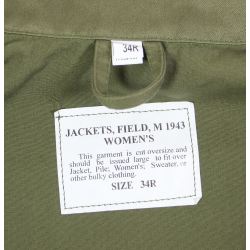 34R
JACKETS, FIELD, M 1943
WOMEN'S
This garment is cut oversize and
should be issued large to fit over
Jacket, Pile; Women's, Sweater, or
other bulky clothing.
SIZE 34R